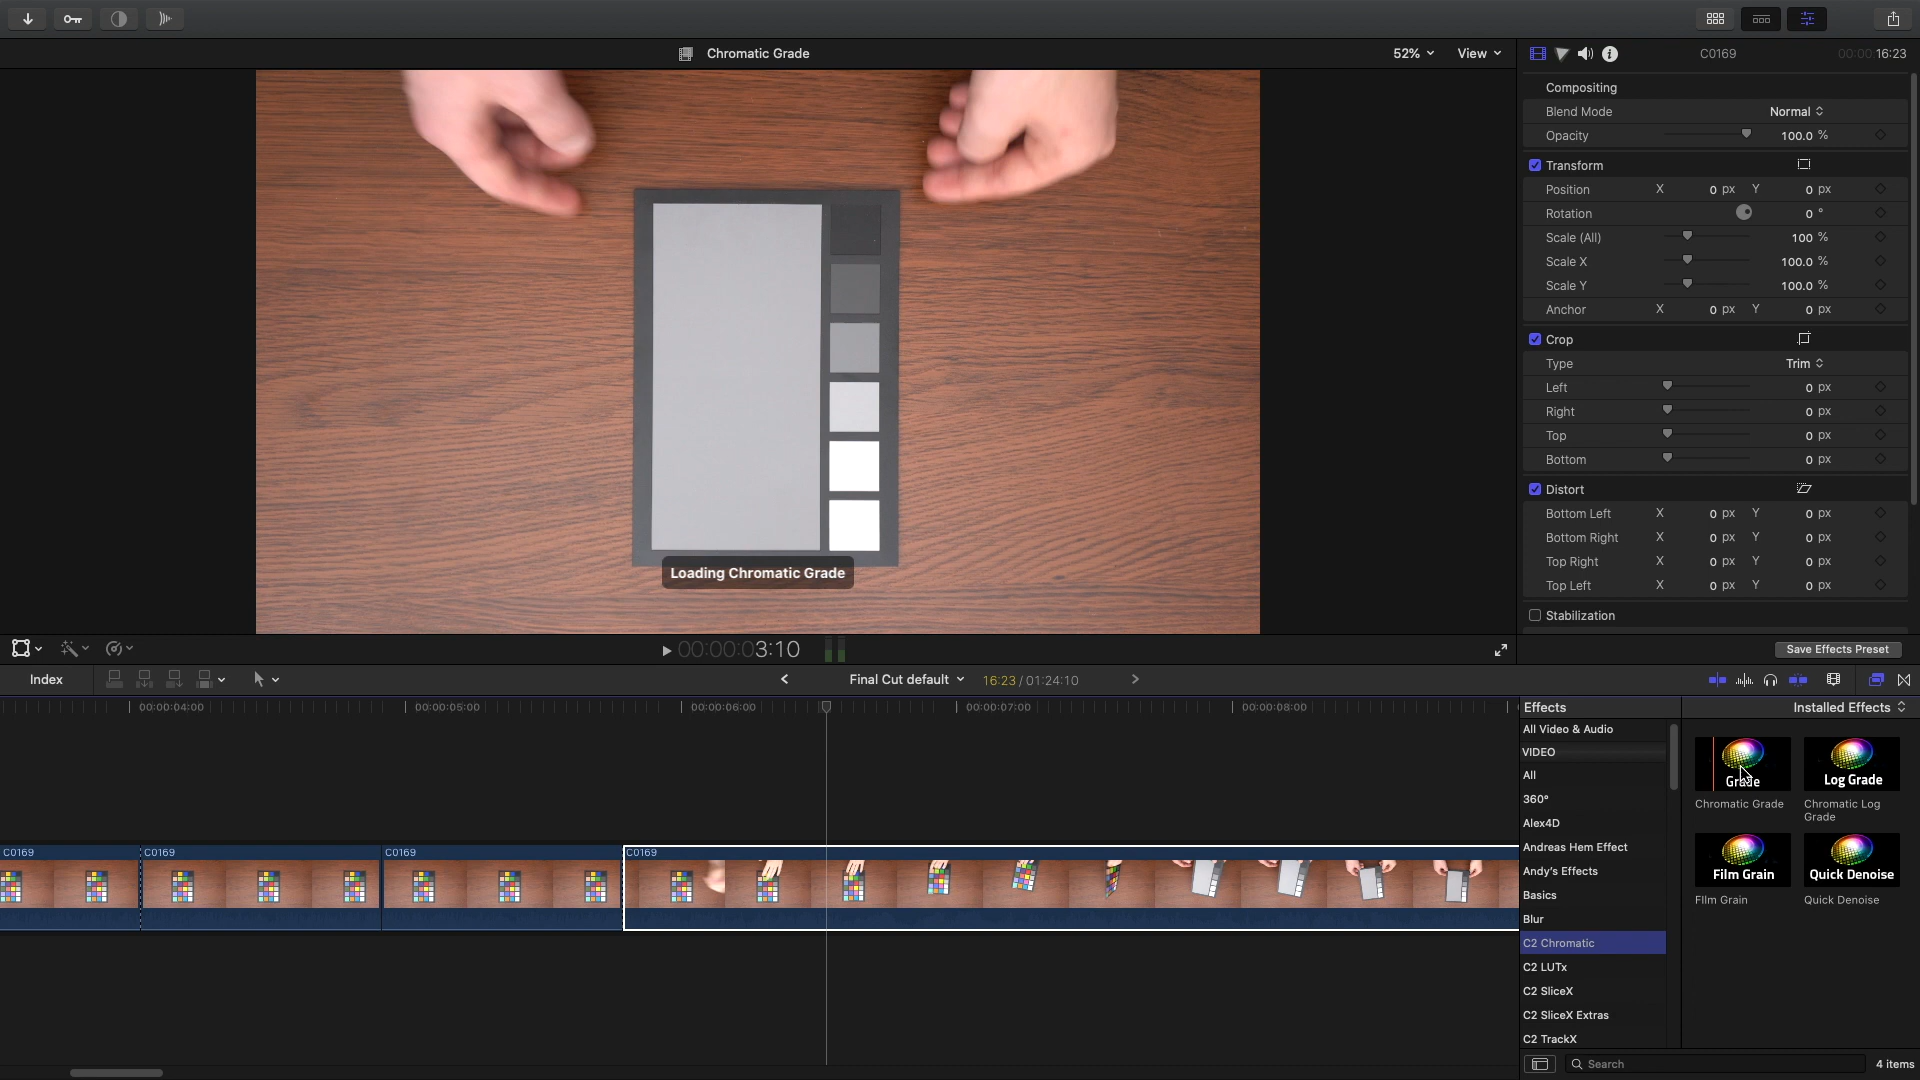 Chromatic Grade
52%
View
C0169
00:00:16:23
Compositing
Blend Mode Normal
Opacity 100.0 %
Transform
Position X 0 px Y 0 px
Rotation 0 °
Scale (All) 100 %
Scale X 100.0 %
Scale Y 100.0 %
Anchor X 0 px Y 0 px
Crop
Type Trim
Left 0 px
Right 0 px
Top 0 px
Bottom 0 px
Distort
Bottom Left X 0 px Y 0 px
Bottom Right X 0 px Y 0 px
Top Right X 0 px Y 0 px
Top Left X 0 px Y 0 px
Stabilization
Save Effects Preset
Loading Chromatic Grade
00:00:03:10
Index
Final Cut default
16:23 / 01:24:10
00:00:04:00
00:00:05:00
00:00:06:00
00:00:07:00
00:00:08:00
C0169
C0169
C0169
C0169
Effects
Installed Effects
All Video & Audio
VIDEO
All
360°
Alex4D
Andreas Hem Effect
Andy's Effects
Basics
Blur
C2 Chromatic
C2 LUTx
C2 SliceX
C2 SliceX Extras
C2 TrackX
Grade
Chromatic Grade
Log Grade
Chromatic Log
Grade
Film Grain
FIlm Grain
Quick Denoise
Quick Denoise
Search
4 items